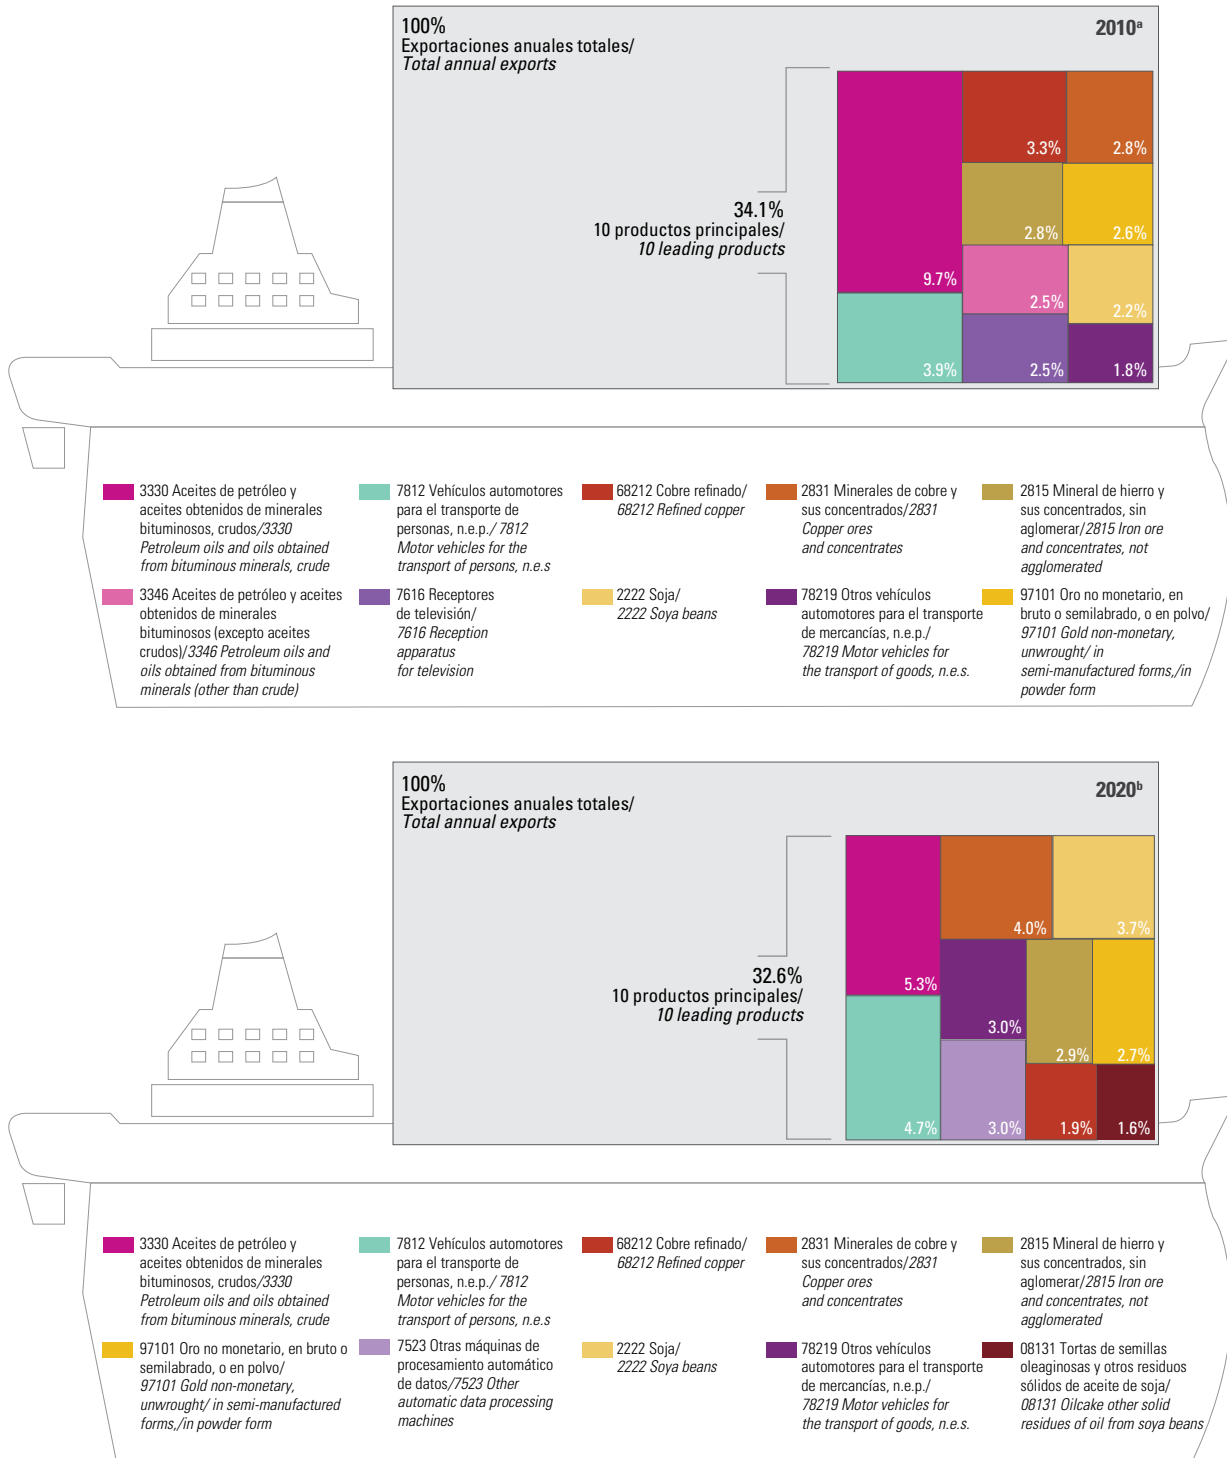 100%
Exportaciones anuales totales/
Total annual exports
2010ª
34.1%
10 productos principales/
10 leading products
3.3%
2.8%
2.8%
2.6%
9.7%
2.5%
2.2%
3.9%
2.5%
1.8%
3330 Aceites de petróleo y
aceites obtenidos de minerales
bituminosos, crudos/3330
Petroleum oils and oils obtained
from bituminous minerals, crude
7812 Vehículos automotores
para el transporte de
personas, n.e.p./ 7812
Motor vehicles for the
transport of persons, n.e.s
68212 Cobre refinado/
68212 Refined copper
2831 Minerales de cobre y
sus concentrados/2831
Copper ores
and concentrates
2815 Mineral de hierro y
sus concentrados, sin
aglomerar/2815 Iron ore
and concentrates, not
agglomerated
3346 Aceites de petróleo y aceites
obtenidos de minerales
bituminosos (excepto aceites
crudos)/3346 Petroleum oils and
oils obtained from bituminous
minerals (other than crude)
7616 Receptores
de televisión/
7616 Reception
apparatus
for television
2222 Soja/
2222 Soya beans
78219 Otros vehículos
automotores para el transporte
de mercancías, n.e.p./
78219 Motor vehicles for
the transport of goods, n.e.s.
97101 Oro no monetario, en
bruto o semilabrado, o en polvo/
97101 Gold non-monetary,
unwrought/ in
semi-manufactured forms,/in
powder form
100%
Exportaciones anuales totales/
Total annual exports
2020ᵇ
32.6%
10 productos principales/
10 leading products
4.0%
3.7%
5.3%
3.0%
2.9%
2.7%
4.7%
3.0%
1.9%
1.6%
3330 Aceites de petróleo y
aceites obtenidos de minerales
bituminosos, crudos/3330
Petroleum oils and oils obtained
from bituminous minerals, crude
7812 Vehículos automotores
para el transporte de
personas, n.e.p./ 7812
Motor vehicles for the
transport of persons, n.e.s
68212 Cobre refinado/
68212 Refined copper
2831 Minerales de cobre y
sus concentrados/2831
Copper ores
and concentrates
2815 Mineral de hierro y
sus concentrados, sin
aglomerar/2815 Iron ore
and concentrates, not
agglomerated
97101 Oro no monetario, en bruto o
semilabrado, o en polvo/
97101 Gold non-monetary,
unwrought/ in semi-manufactured
forms,/in powder form
7523 Otras máquinas de
procesamiento automático
de datos/7523 Other
automatic data processing
machines
2222 Soja/
2222 Soya beans
78219 Otros vehículos
automotores para el transporte
de mercancías, n.e.p./
78219 Motor vehicles for
the transport of goods, n.e.s.
08131 Tortas de semillas
oleaginosas y otros residuos
sólidos de aceite de soja/
08131 Oilcake other solid
residues of oil from soya beans